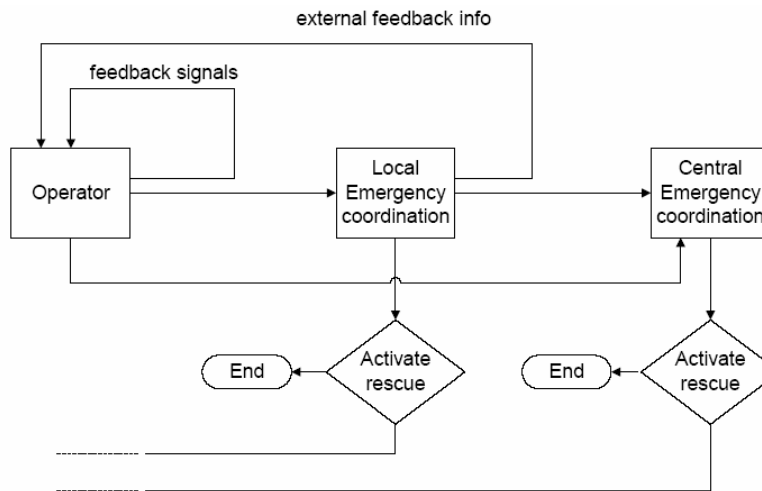 external feedback info
feedback signals
Operator
Local
Emergency
coordination
Central
Emergency
coordination
End
Activate
rescue
End
Activate
rescue